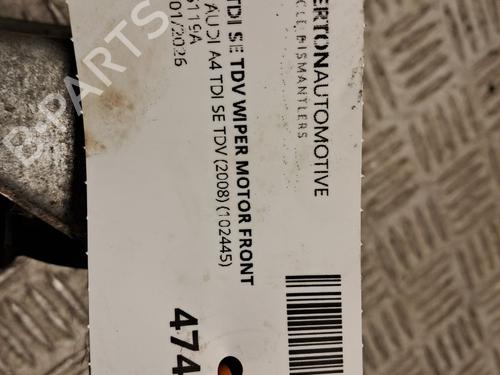 ERTONAUTOMOTIVE
CLE DISMANTLERS
TDI SE TDV WIPER MOTOR FRONT
AUDI A4 TDI SE TDV (2008) (102445)
6119A
01/2026
474
B-PARTS